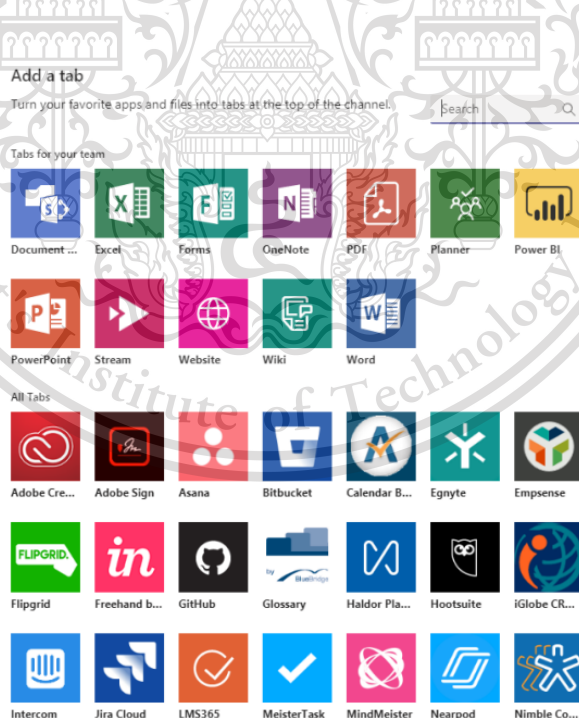 Add a tab
Turn your favorite apps and files into tabs at the top of the channel.
Search
Tabs for your team
Document ... Excel Forms OneNote PDF Planner Power BI
PowerPoint Stream Website Wiki Word
All Tabs
Adobe Cre... Adobe Sign Asana Bitbucket Calendar B... Egnyte Empsense
FLIPGRID.
in
by BlueBridge
Flipgrid Freehand b... GitHub Glossary Haldor Pla... Hootsuite iGlobe CR...
Intercom Jira Cloud LMS365 MeisterTask MindMeister Nearpod Nimble Co...
Institute of Technology